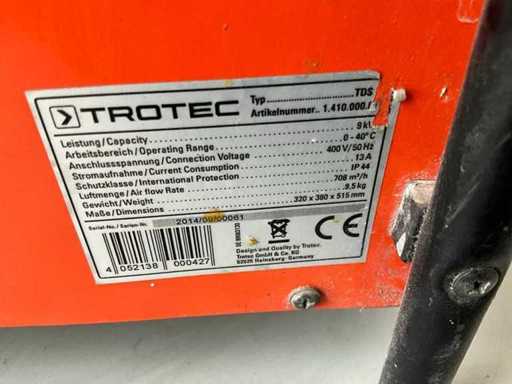 TROTEC
Typ TDS
Artikelnummer.. 1.410.000.
Leistung/Capacity 9 kW
Arbeitsbereich/Operating Range 0 - 40°C
Anschlussspannung/Connection Voltage 400 V/50 Hz
Stromaufnahme/Current Consumption 13 A
Schutzklasse/International Protection IP 44
Luftmenge/Air flow Rate 708 m³/h
Gewicht/Weight 9,5 kg
Maße/Dimensions 320 x 380 x 515 mm
Serial-No./Serien-Nr. 2014/09/00061
4 052138 000427
Design and Quality by Trotec.
Trotec GmbH & Co. KG
52525 Heinsberg - Germany
CE